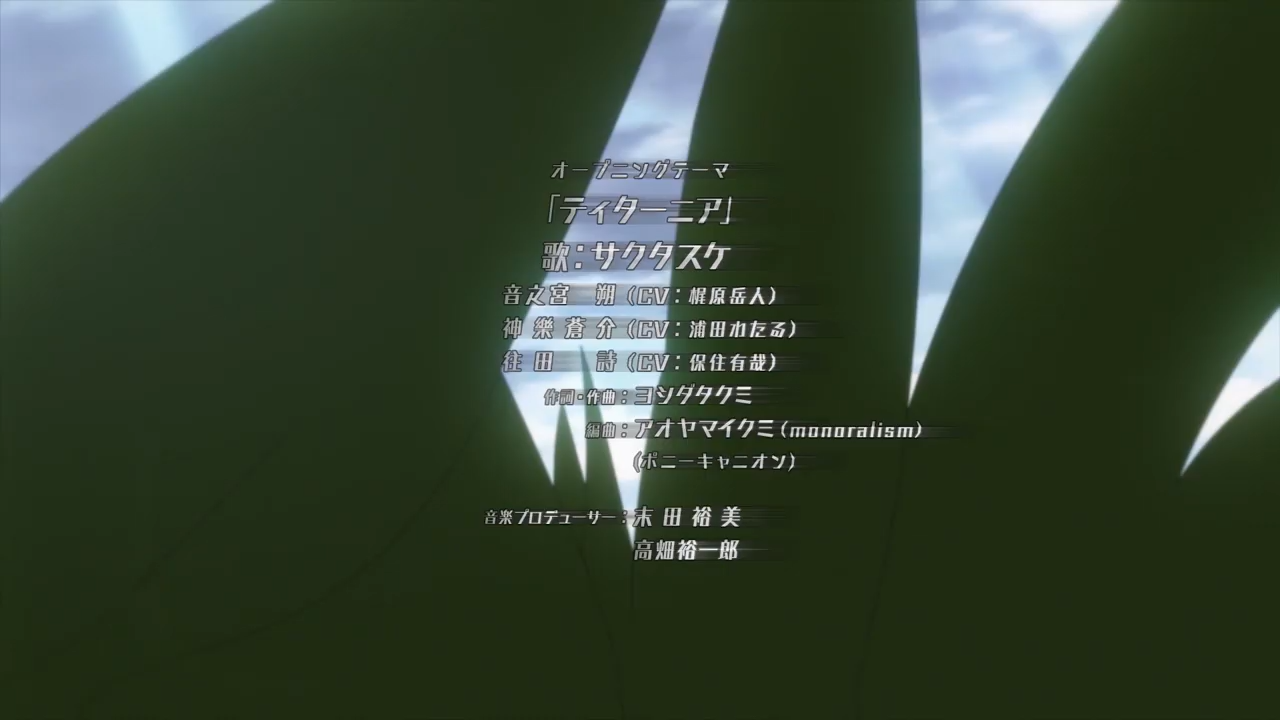 オープニングテーマ
「ティターニア」
歌：サクタスケ
音之宮 朔（CV：梶原岳人）
神樂蒼介（CV：浦田わたる）
往田 詩（CV：保住有哉）
作詞・作曲：ヨシダタクミ
編曲：アオヤマイクミ（monoralism）
（ポニーキャニオン）
音楽プロデューサー：末田裕美
高畑裕一郎